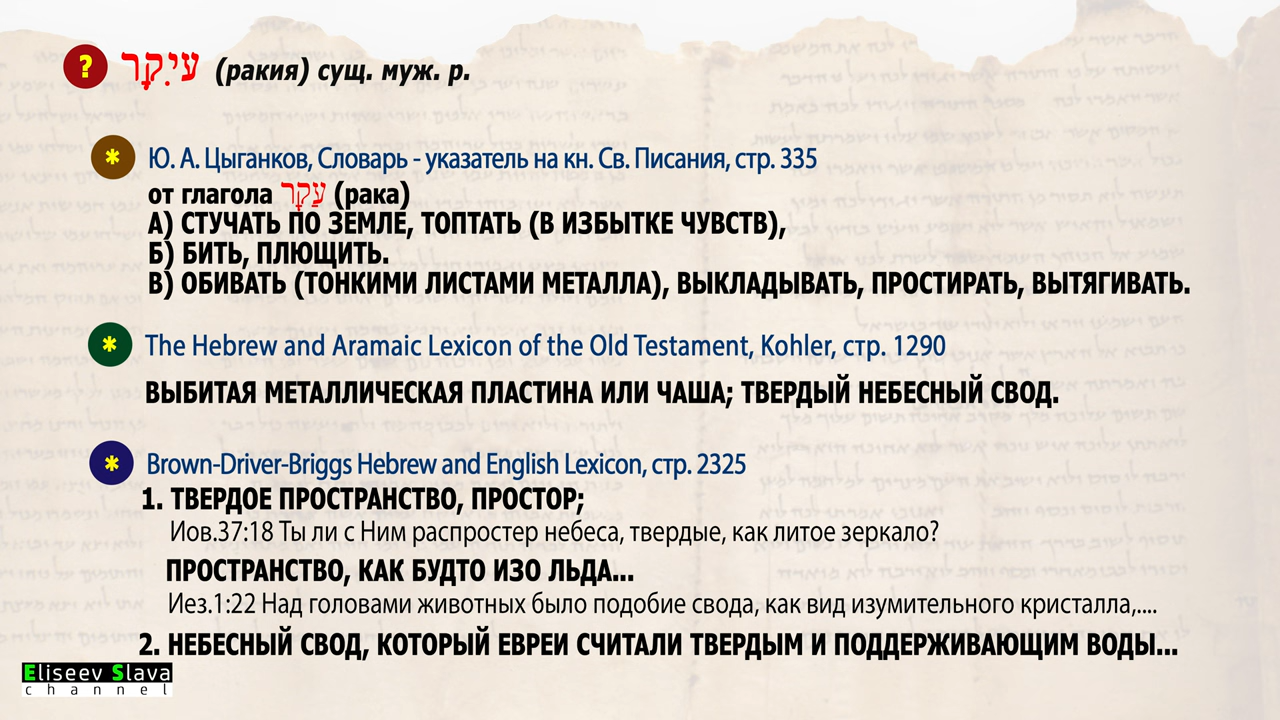 ? עיִקָר (ракия) сущ. муж. р.
* Ю. А. Цыганков, Словарь - указатель на кн. Св. Писания, стр. 335
от глагола עַקָר (рака)
А) СТУЧАТЬ ПО ЗЕМЛЕ, ТОПТАТЬ (В ИЗБЫТКЕ ЧУВСТВ),
Б) БИТЬ, ПЛЮЩИТЬ.
В) ОБИВАТЬ (ТОНКИМИ ЛИСТАМИ МЕТАЛЛА), ВЫКЛАДЫВАТЬ, ПРОСТИРАТЬ, ВЫТЯГИВАТЬ.
* The Hebrew and Aramaic Lexicon of the Old Testament, Kohler, стр. 1290
ВЫБИТАЯ МЕТАЛЛИЧЕСКАЯ ПЛАСТИНА ИЛИ ЧАША; ТВЕРДЫЙ НЕБЕСНЫЙ СВОД.
* Brown-Driver-Briggs Hebrew and English Lexicon, стр. 2325
1. ТВЕРДОЕ ПРОСТРАНСТВО, ПРОСТОР;
Иов.37:18 Ты ли с Ним распростер небеса, твердые, как литое зеркало?
ПРОСТРАНСТВО, КАК БУДТО ИЗО ЛЬДА...
Иез.1:22 Над головами животных было подобие свода, как вид изумительного кристалла,....
2. НЕБЕСНЫЙ СВОД, КОТОРЫЙ ЕВРЕИ СЧИТАЛИ ТВЕРДЫМ И ПОДДЕРЖИВАЮЩИМ ВОДЫ...
Eliseev Slava
channel